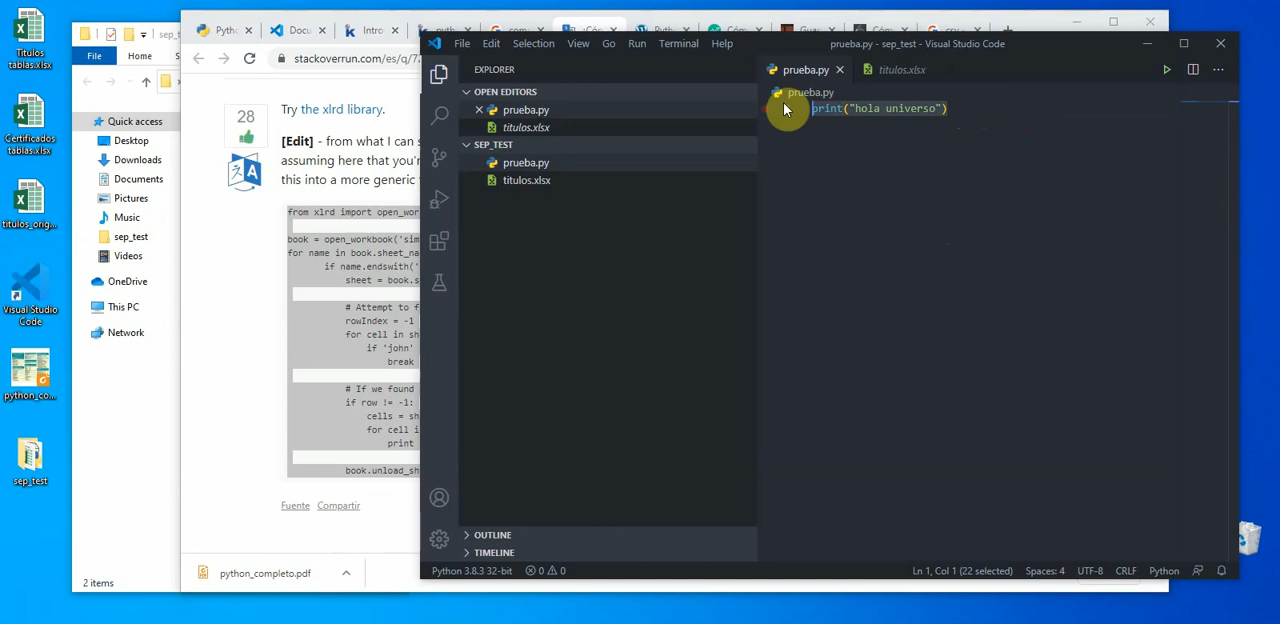 Titulos
tablas.xlsx
Certificados
tablas.xlsx
titulos_orig...
Visual Studio
Code
python_co...
sep_test
sep_t
File
Home
S
Quick access
Desktop
Downloads
Documents
Pictures
Music
sep_test
Videos
OneDrive
This PC
Network
2 items
Pytho
Docu
Intro
stackoverrun.com/es/q/7
28
Try the xlrd library.
[Edit] - from what I can s
assuming here that you'r
this into a more generic
from xlrd import open_wor
book = open_workbook('sim
for name in book.sheet_na
if name.endswith('
sheet = book.s
# Attempt to f
rowIndex = -1
for cell in sh
if 'john'
break
# If we found
if row != -1:
cells = sh
for cell i
print
book.unload_sh
Fuente Compartir
python_completo.pdf
File Edit Selection View Go Run Terminal Help
prueba.py - sep_test - Visual Studio Code
EXPLORER
OPEN EDITORS
prueba.py
titulos.xlsx
SEP_TEST
prueba.py
titulos.xlsx
OUTLINE
TIMELINE
prueba.py
titulos.xlsx
prueba.py
print("hola universo")
Python 3.8.3 32-bit
0
0
Ln 1, Col 1 (22 selected)
Spaces: 4
UTF-8
CRLF
Python